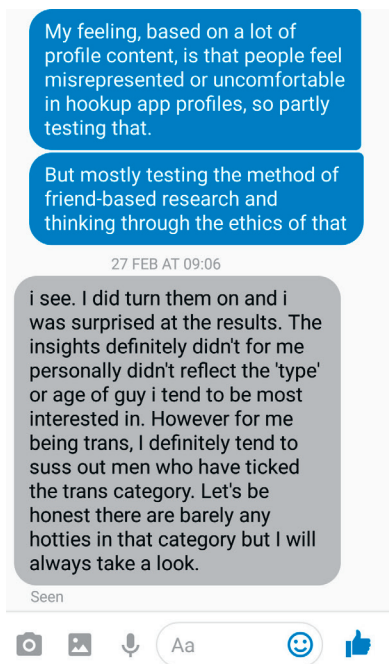 My feeling, based on a lot of
profile content, is that people feel
misrepresented or uncomfortable
in hookup app profiles, so partly
testing that.
But mostly testing the method of
friend-based research and
thinking through the ethics of that
27 FEB AT 09:06
i see. I did turn them on and i
was surprised at the results. The
insights definitely didn't for me
personally didn't reflect the 'type'
or age of guy i tend to be most
interested in. However for me
being trans, I definitely tend to
suss out men who have ticked
the trans category. Let's be
honest there are barely any
hotties in that category but I will
always take a look.
Seen
Aa